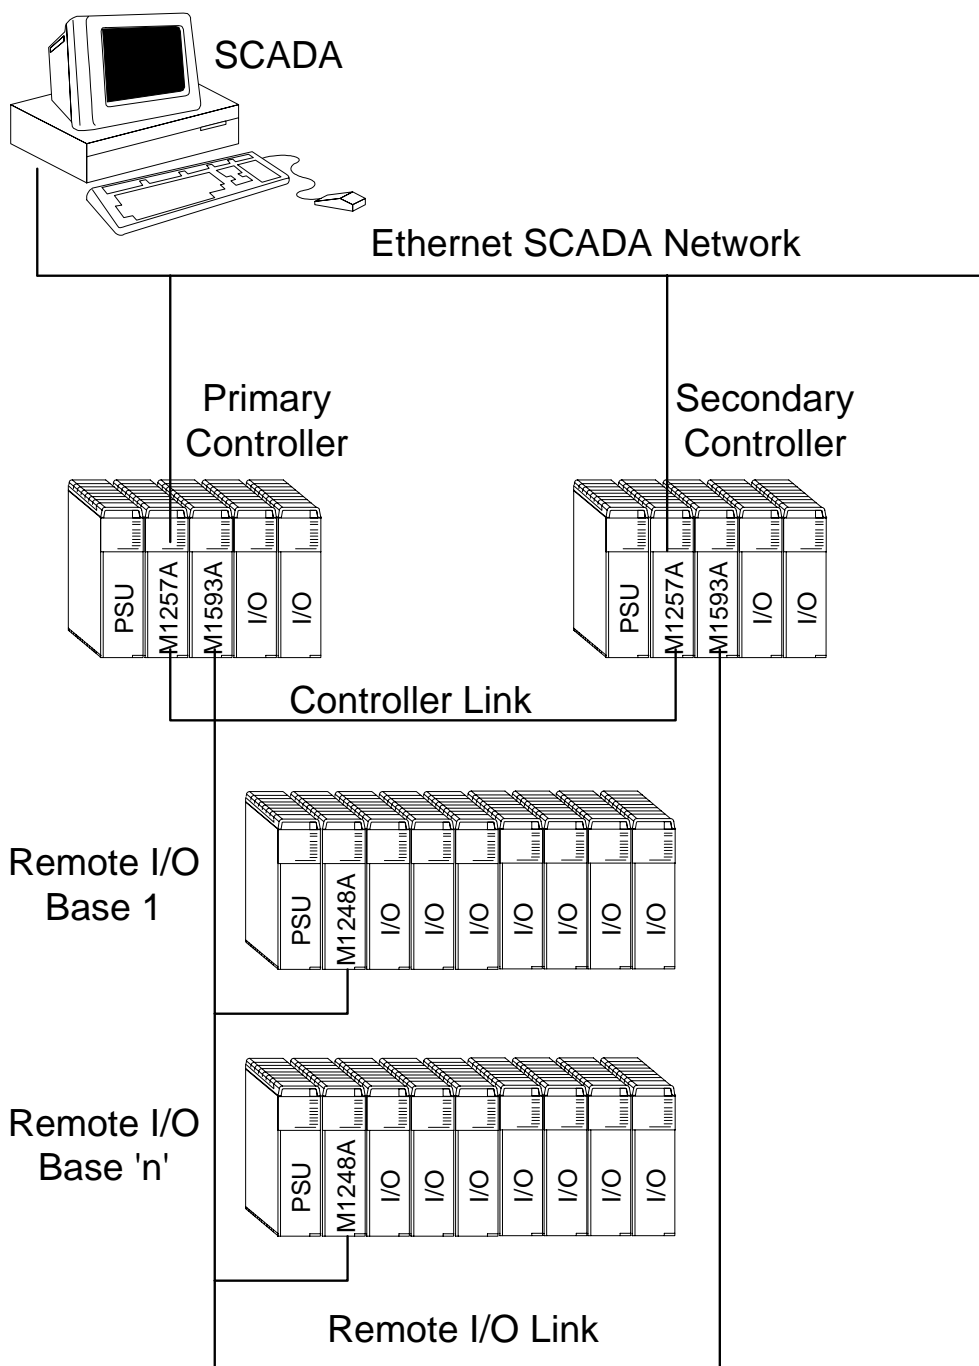 SCADA
Ethernet SCADA Network
Primary
Controller
Secondary
Controller
PSU
M1257A
M1593A
I/O
I/O
PSU
M1257A
M1593A
I/O
I/O
Controller Link
Remote I/O
Base 1
PSU
M1248A
I/O
I/O
I/O
I/O
I/O
I/O
I/O
Remote I/O
Base 'n'
PSU
M1248A
I/O
I/O
I/O
I/O
I/O
I/O
I/O
Remote I/O Link